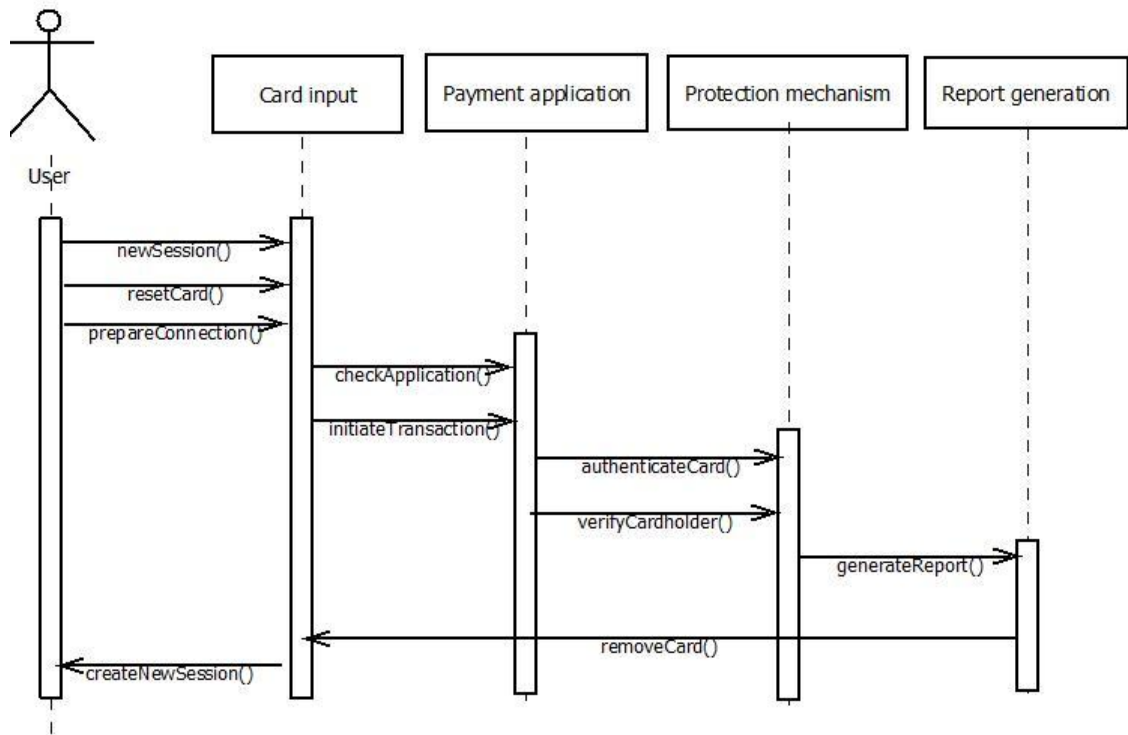 Card input
Payment application
Protection mechanism
Report generation
User
newSession()
resetCard()
prepareConnection()
checkApplication()
initiateTransaction()
authenticateCard()
verifyCardholder()
generateReport()
removeCard()
createNewSession()